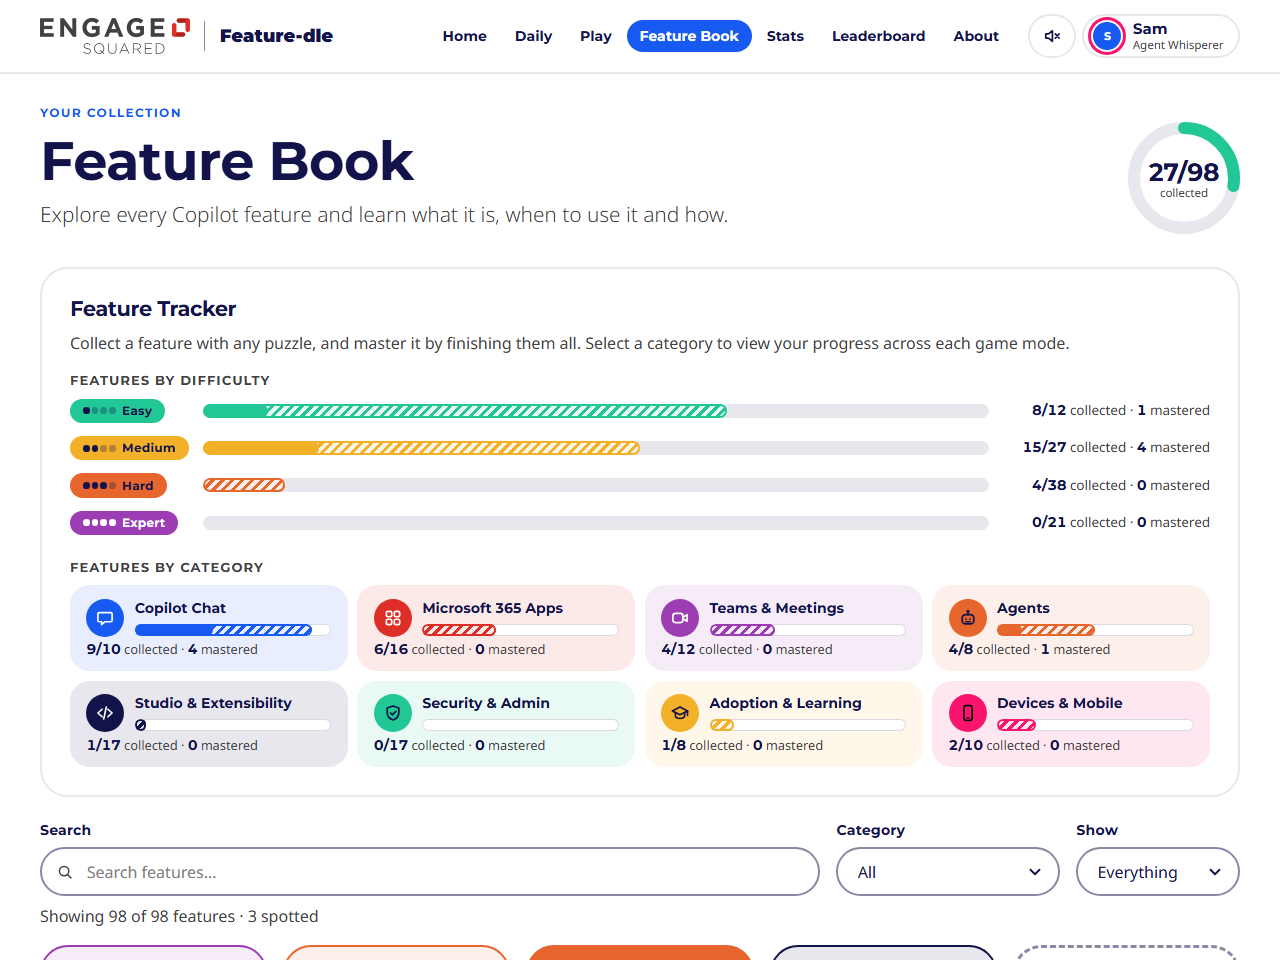 ENGAGE
SQUARED
Feature-dle
Home
Daily
Play
Feature Book
Stats
Leaderboard
About
S
Sam
Agent Whisperer
YOUR COLLECTION
Feature Book
Explore every Copilot feature and learn what it is, when to use it and how.
27/98
collected
Feature Tracker
Collect a feature with any puzzle, and master it by finishing them all. Select a category to view your progress across each game mode.
FEATURES BY DIFFICULTY
Easy
8/12 collected · 1 mastered
Medium
15/27 collected · 4 mastered
Hard
4/38 collected · 0 mastered
Expert
0/21 collected · 0 mastered
FEATURES BY CATEGORY
Copilot Chat
9/10 collected · 4 mastered
Microsoft 365 Apps
6/16 collected · 0 mastered
Teams & Meetings
4/12 collected · 0 mastered
Agents
4/8 collected · 1 mastered
Studio & Extensibility
1/17 collected · 0 mastered
Security & Admin
0/17 collected · 0 mastered
Adoption & Learning
1/8 collected · 0 mastered
Devices & Mobile
2/10 collected · 0 mastered
Search
Search features...
Category
All
Show
Everything
Showing 98 of 98 features · 3 spotted